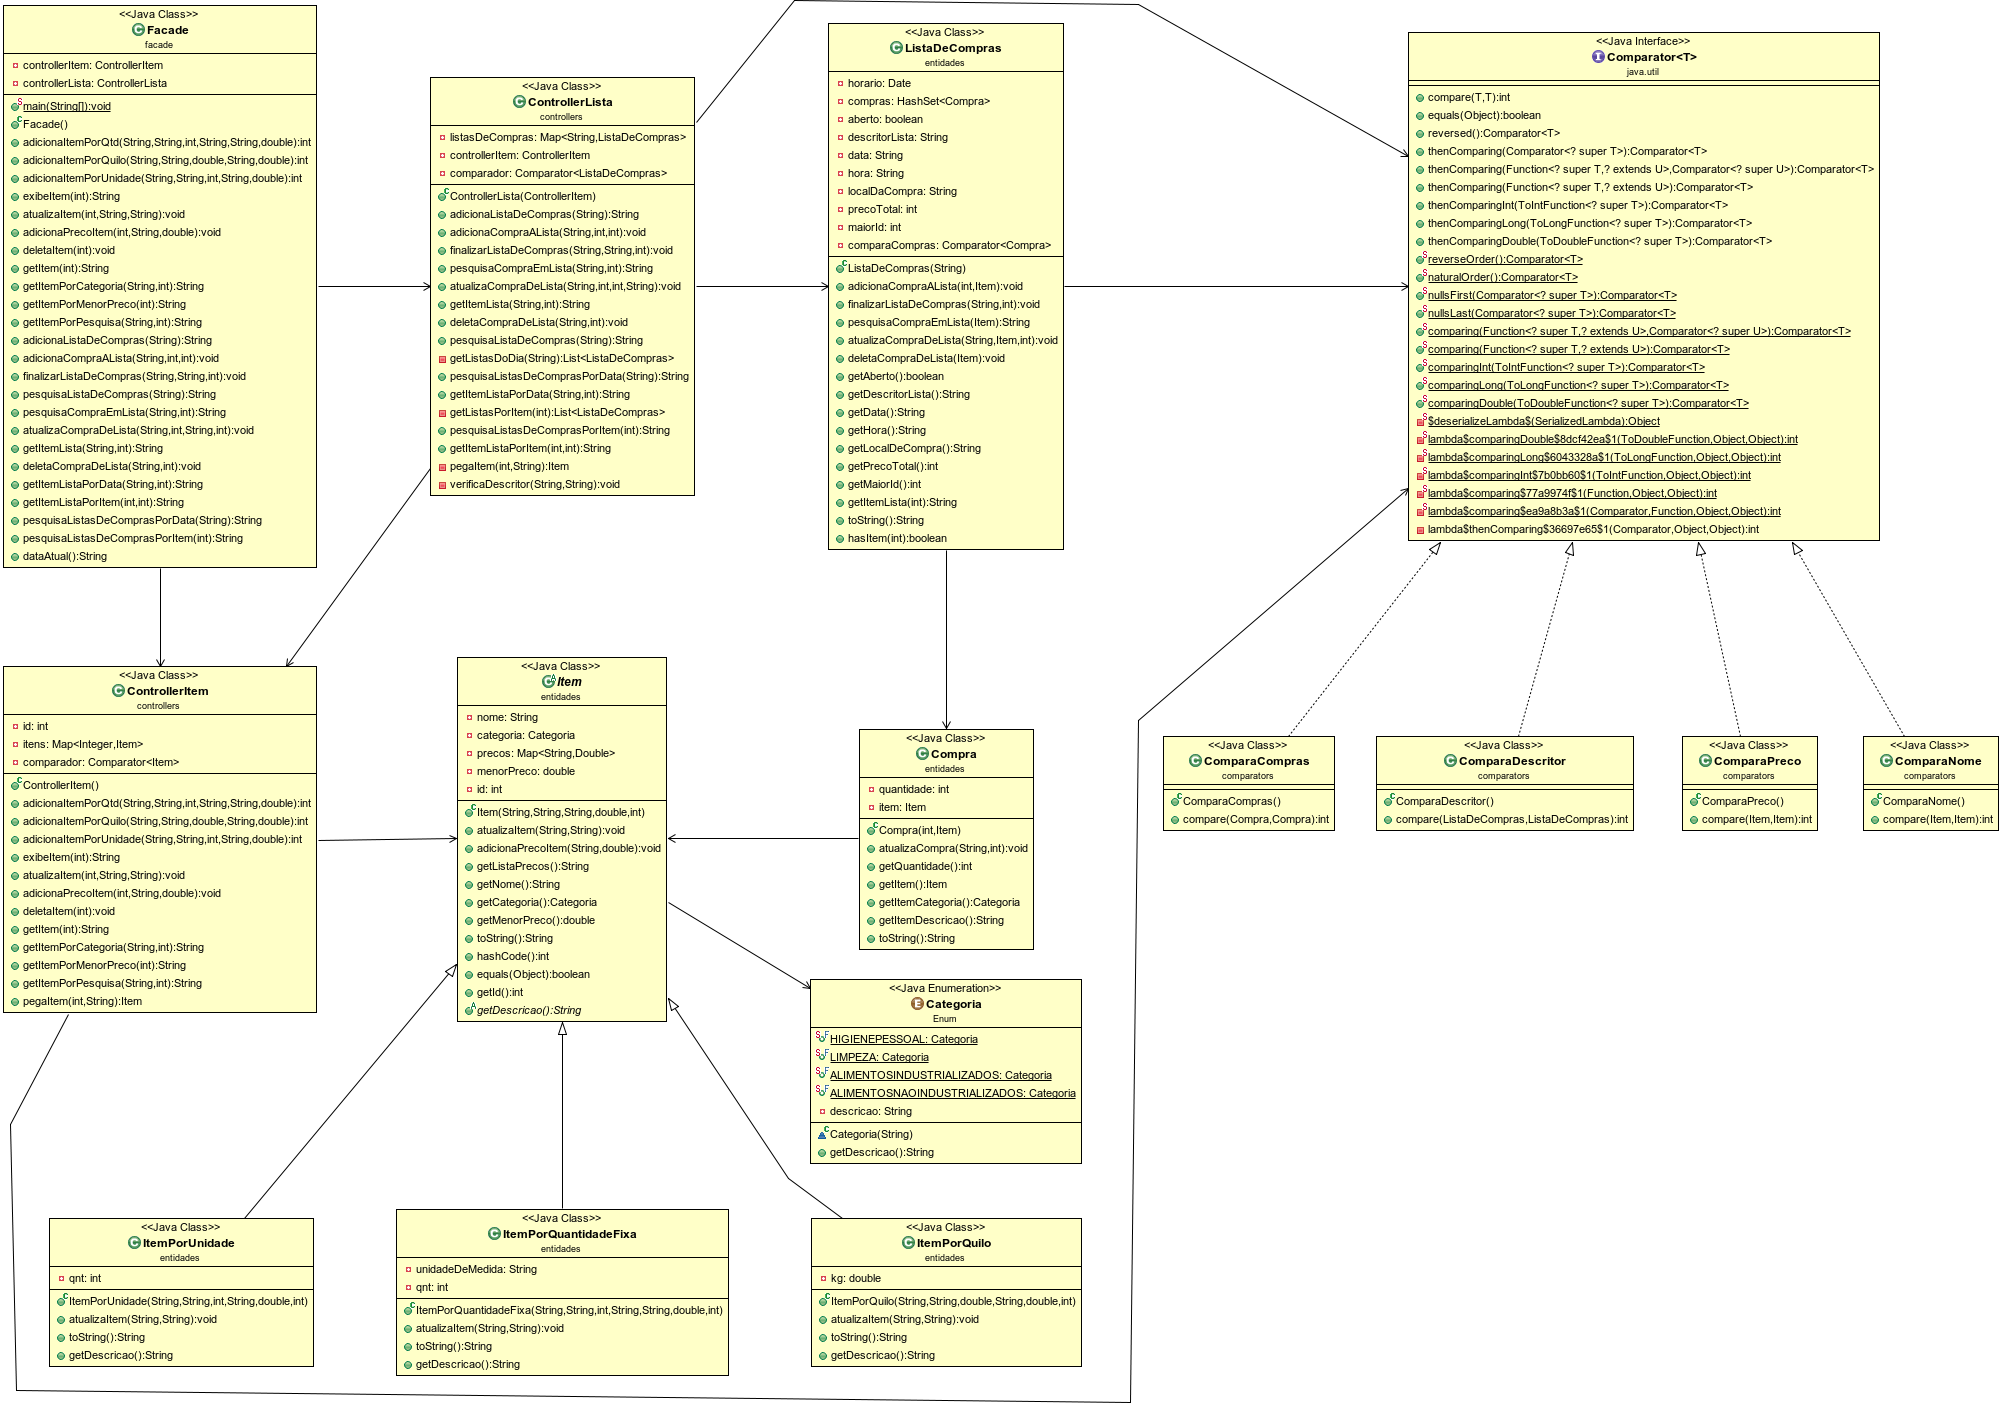 <<Java Class>>
Facade
facade
controllerItem: ControllerItem
controllerLista: ControllerLista
main(String[]):void
Facade()
adicionaItemPorQtd(String,String,int,String,String,double):int
adicionaItemPorQuilo(String,String,double,String,double):int
adicionaItemPorUnidade(String,String,int,String,double):int
exibeItem(int):String
atualizaItem(int,String,String):void
adicionaPrecoItem(int,String,double):void
deletaItem(int):void
getItem(int):String
getItemPorCategoria(String,int):String
getItemPorMenorPreco(int):String
getItemPorPesquisa(String,int):String
adicionaListaDeCompras(String):String
adicionaCompraALista(String,int,int):void
finalizarListaDeCompras(String,String,int):void
pesquisaListaDeCompras(String):String
pesquisaCompraEmLista(String,int):String
atualizaCompraDeLista(String,int,String,int):void
getItemLista(String,int):String
deletaCompraDeLista(String,int):void
getItemListaPorData(String,int):String
getItemListaPorItem(int,int):String
pesquisaListasDeComprasPorData(String):String
pesquisaListasDeComprasPorItem(int):String
dataAtual():String
<<Java Class>>
ControllerLista
controllers
listasDeCompras: Map<String,ListaDeCompras>
controllerItem: ControllerItem
comparador: Comparator<ListaDeCompras>
ControllerLista(ControllerItem)
adicionaListaDeCompras(String):String
adicionaCompraALista(String,int,int):void
finalizarListaDeCompras(String,String,int):void
pesquisaCompraEmLista(String,int):String
atualizaCompraDeLista(String,int,int,String):void
getItemLista(String,int):String
deletaCompraDeLista(String,int):void
pesquisaListaDeCompras(String):String
getListasDoDia(String):List<ListaDeCompras>
pesquisaListasDeComprasPorData(String):String
getItemListaPorData(String,int):String
getListasPorItem(int):List<ListaDeCompras>
pesquisaListasDeComprasPorItem(int):String
getItemListaPorItem(int,int):String
pegaItem(int,String):Item
verificaDescritor(String,String):void
<<Java Class>>
ListaDeCompras
entidades
horario: Date
compras: HashSet<Compra>
aberto: boolean
descritorLista: String
data: String
hora: String
localDaCompra: String
precoTotal: int
maiorId: int
comparaCompras: Comparator<Compra>
ListaDeCompras(String)
adicionaCompraALista(int,Item):void
finalizarListaDeCompras(String,int):void
pesquisaCompraEmLista(Item):String
atualizaCompraDeLista(String,Item,int):void
deletaCompraDeLista(Item):void
getAberto():boolean
getDescritorLista():String
getData():String
getHora():String
getLocalDeCompra():String
getPrecoTotal():int
getMaiorId():int
getItemLista(int):String
toString():String
hasItem(int):boolean
<<Java Interface>>
Comparator<T>
java.util
compare(T,T):int
equals(Object):boolean
reversed():Comparator<T>
thenComparing(Comparator<? super T>):Comparator<T>
thenComparing(Function<? super T,? extends U>,Comparator<? super U>):Comparator<T>
thenComparing(Function<? super T,? extends U>):Comparator<T>
thenComparingInt(ToIntFunction<? super T>):Comparator<T>
thenComparingLong(ToLongFunction<? super T>):Comparator<T>
thenComparingDouble(ToDoubleFunction<? super T>):Comparator<T>
reverseOrder():Comparator<T>
naturalOrder():Comparator<T>
nullsFirst(Comparator<? super T>):Comparator<T>
nullsLast(Comparator<? super T>):Comparator<T>
comparing(Function<? super T,? extends U>,Comparator<? super U>):Comparator<T>
comparing(Function<? super T,? extends U>):Comparator<T>
comparingInt(ToIntFunction<? super T>):Comparator<T>
comparingLong(ToLongFunction<? super T>):Comparator<T>
comparingDouble(ToDoubleFunction<? super T>):Comparator<T>
$deserializeLambda$(SerializedLambda):Object
lambda$comparingDouble$8dcf42ea$1(ToDoubleFunction,Object,Object):int
lambda$comparingLong$6043328a$1(ToLongFunction,Object,Object):int
lambda$comparingInt$7b0bb60$1(ToIntFunction,Object,Object):int
lambda$comparing$77a9974f$1(Function,Object,Object):int
lambda$comparing$ea9a8b3a$1(Comparator,Function,Object,Object):int
lambda$thenComparing$36697e65$1(Comparator,Object,Object):int
<<Java Class>>
ControllerItem
controllers
id: int
itens: Map<Integer,Item>
comparador: Comparator<Item>
ControllerItem()
adicionaItemPorQtd(String,String,int,String,String,double):int
adicionaItemPorQuilo(String,String,double,String,double):int
adicionaItemPorUnidade(String,String,int,String,double):int
exibeItem(int):String
atualizaItem(int,String,String):void
adicionaPrecoItem(int,String,double):void
deletaItem(int):void
getItem(int):String
getItemPorCategoria(String,int):String
getItemPorMenorPreco(int):String
getItemPorPesquisa(String,int):String
pegaItem(int,String):Item
<<Java Class>>
Item
entidades
nome: String
categoria: Categoria
precos: Map<String,Double>
menorPreco: double
id: int
Item(String,String,String,double,int)
atualizaItem(String,String):void
adicionaPrecoItem(String,double):void
getListaPrecos():String
getNome():String
getCategoria():Categoria
getMenorPreco():double
toString():String
hashCode():int
equals(Object):boolean
getId():int
getDescricao():String
<<Java Class>>
Compra
entidades
quantidade: int
item: Item
Compra(int,Item)
atualizaCompra(String,int):void
getQuantidade():int
getItem():Item
getItemCategoria():Categoria
getItemDescricao():String
toString():String
<<Java Class>>
ComparaCompras
comparators
ComparaCompras()
compare(Compra,Compra):int
<<Java Class>>
ComparaDescritor
comparators
ComparaDescritor()
compare(ListaDeCompras,ListaDeCompras):int
<<Java Class>>
ComparaPreco
comparators
ComparaPreco()
compare(Item,Item):int
<<Java Class>>
ComparaNome
comparators
ComparaNome()
compare(Item,Item):int
<<Java Enumeration>>
Categoria
Enum
HIGIENEPESSOAL: Categoria
LIMPEZA: Categoria
ALIMENTOSINDUSTRIALIZADOS: Categoria
ALIMENTOSNAOINDUSTRIALIZADOS: Categoria
descricao: String
Categoria(String)
getDescricao():String
<<Java Class>>
ItemPorUnidade
entidades
qnt: int
ItemPorUnidade(String,String,int,String,double,int)
atualizaItem(String,String):void
toString():String
getDescricao():String
<<Java Class>>
ItemPorQuantidadeFixa
entidades
unidadeDeMedida: String
qnt: int
ItemPorQuantidadeFixa(String,String,int,String,String,double,int)
atualizaItem(String,String):void
toString():String
getDescricao():String
<<Java Class>>
ItemPorQuilo
entidades
kg: double
ItemPorQuilo(String,String,double,String,double,int)
atualizaItem(String,String):void
toString():String
getDescricao():String